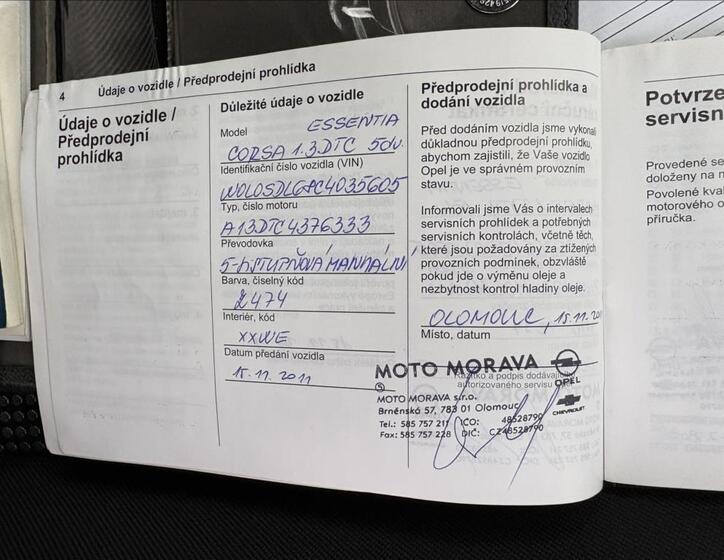 4 Údaje o vozidle / Předprodejní prohlídka
Údaje o vozidle /
Předprodejní
prohlídka
Důležité údaje o vozidle
Model ESSENTIA
CORSA 1.3DTC 5dv.
Identifikační číslo vozidla (VIN)
W0L0SDL68C4035605
Typ, číslo motoru
A13DTC4376333
Převodovka
5-STUPŇOVÁ/MANUÁLNÍ
Barva, číselný kód
Z474
Interiér, kód
Datum předání vozidla
15.11.2011
Předprodejní prohlídka a
dodání vozidla
Před dodáním vozidla jsme vykonali
důkladnou předprodejní prohlídku,
abychom zajistili, že Vaše vozidlo
Opel je ve správném provozním
stavu.
Informovali jsme Vás o intervalech
servisních prohlídek a potřebných
servisních kontrolách, včetně těch,
které jsou požadovány za ztížených
provozních podmínek, obzvláště
pokud jde o výměnu oleje a
nezbytnost kontrol hladiny oleje.
OLOMOUC, 15.11.
Místo, datum
Razítko a podpis
autorizovaného servisu
MOTO MORAVA
OPEL
CHEVROLET
MOTO MORAVA s.r.o.
Brněnská 57, 783 01 Olomouc
Tel.: 585 757 211 IČO: 48528790
Fax: 585 757 228 DIČ: CZ48528790
Potvrze
servisn
Provedené se
doloženy na n
Povolené kval
motorového o
příručka.